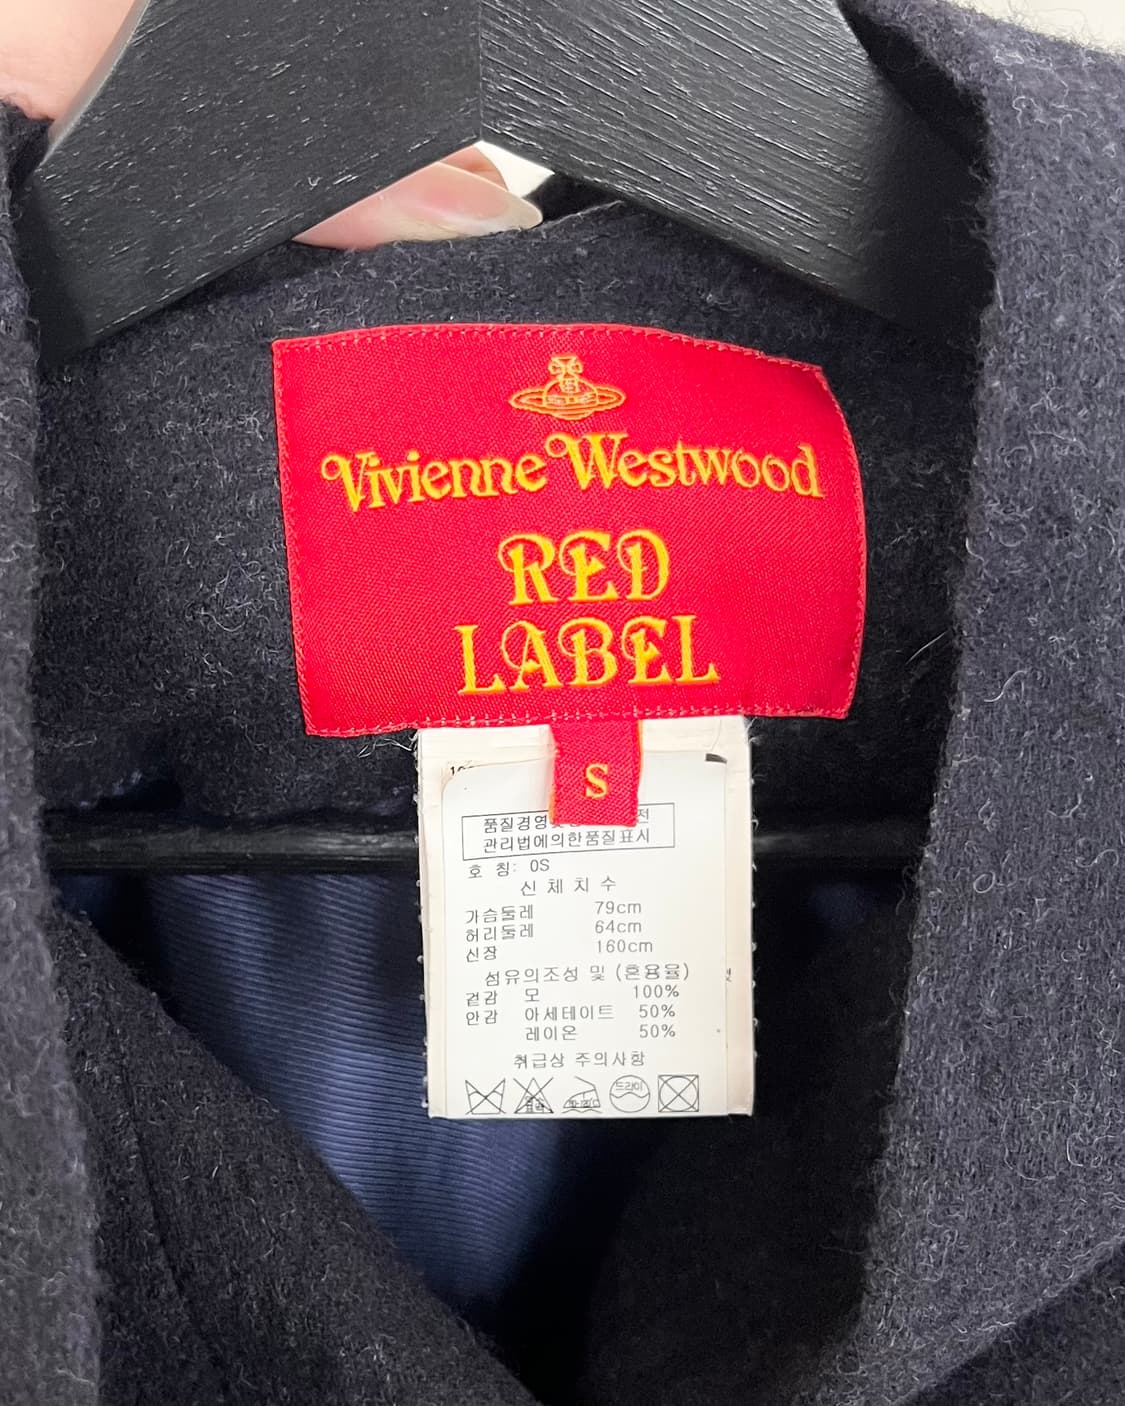 Vivienne Westwood
RED
LABEL
S
품질경영 전
관리법에의한품질표시
호 칭: 0S
신 체 치 수
가슴둘레 79cm
허리둘레 64cm
신장 160cm
섬유의조성 및 (혼용율)
겉감 모 100%
안감 아세테이트 50%
레이온 50%
취급상 주의사항
드라이